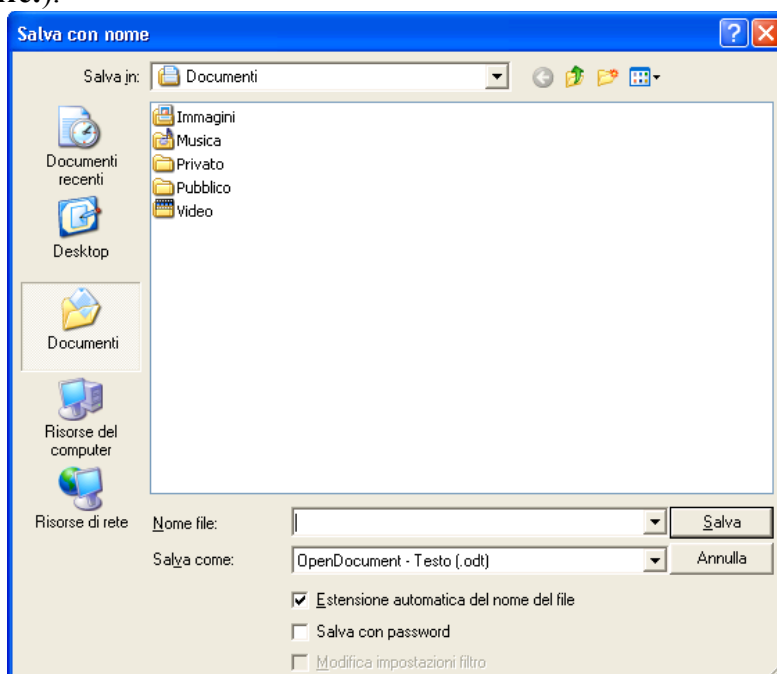 Salva con nome
Salva in:
Documenti
Immagini
Musica
Privato
Pubblico
Video
Documenti
recenti
Desktop
Documenti
Risorse del
computer
Risorse di rete
Nome file:
Salva
Salva come:
OpenDocument - Testo (.odt)
Annulla
Estensione automatica del nome del file
Salva con password
Modifica impostazioni filtro